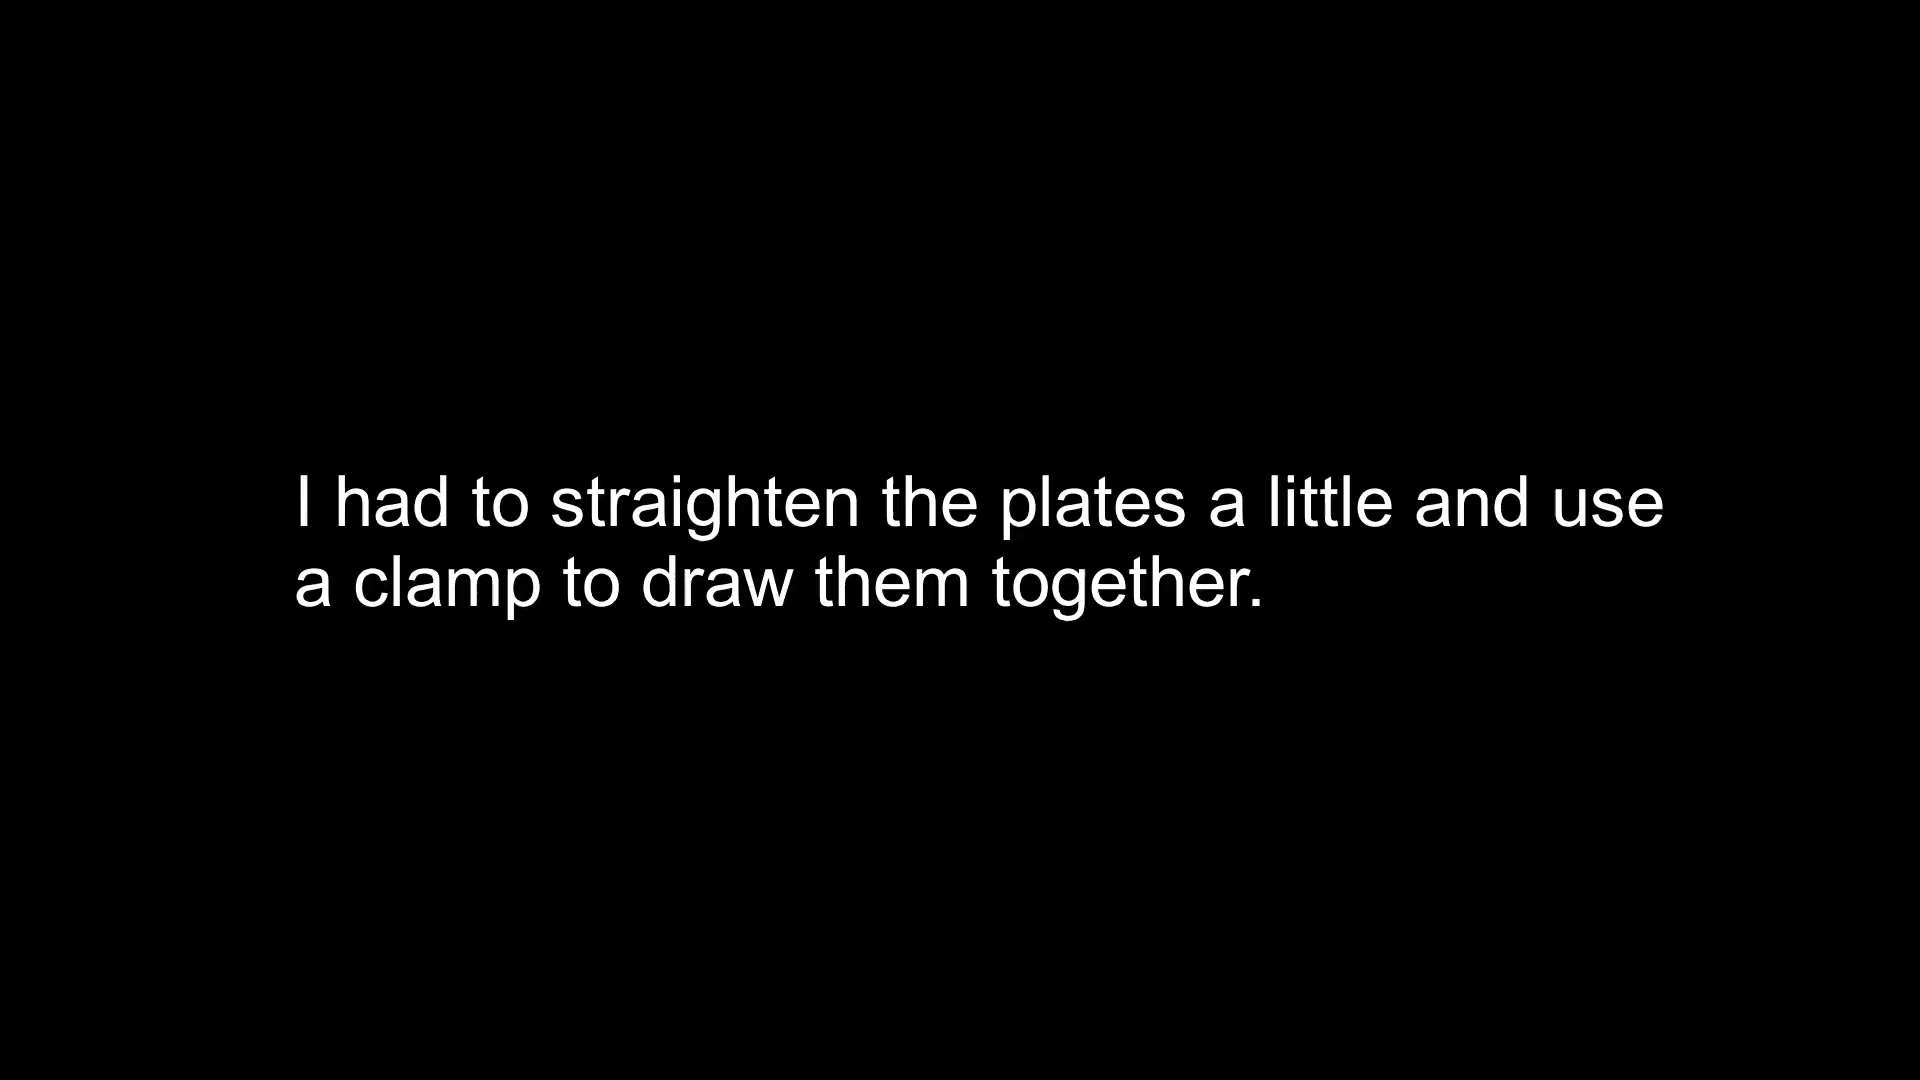 I had to straighten the plates a little and use
a clamp to draw them together.